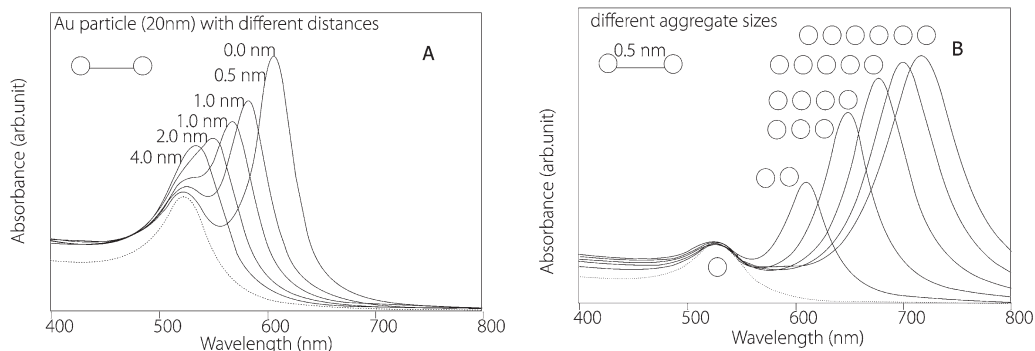 Au particle (20nm) with different distances
A
0.0 nm
0.5 nm
1.0 nm
1.0 nm
2.0 nm
4.0 nm
Absorbance (arb.unit)
400 500 600 700 800
Wavelength (nm)
different aggregate sizes
B
0.5 nm
Absorbance (arb.unit)
400 500 600 700 800
Wavelength (nm)